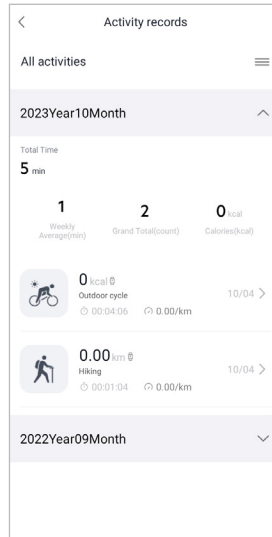 Activity records
All activities
2023Year10Month
Total Time
5 min
1
2
0 kcal
Weekly
Average(min)
Grand Total(count)
Calories(kcal)
0 kcal
Outdoor cycle
00:04:06 0.00/km
10/04
0.00 km
Hiking
00:01:04 0.00/km
10/04
2022Year09Month